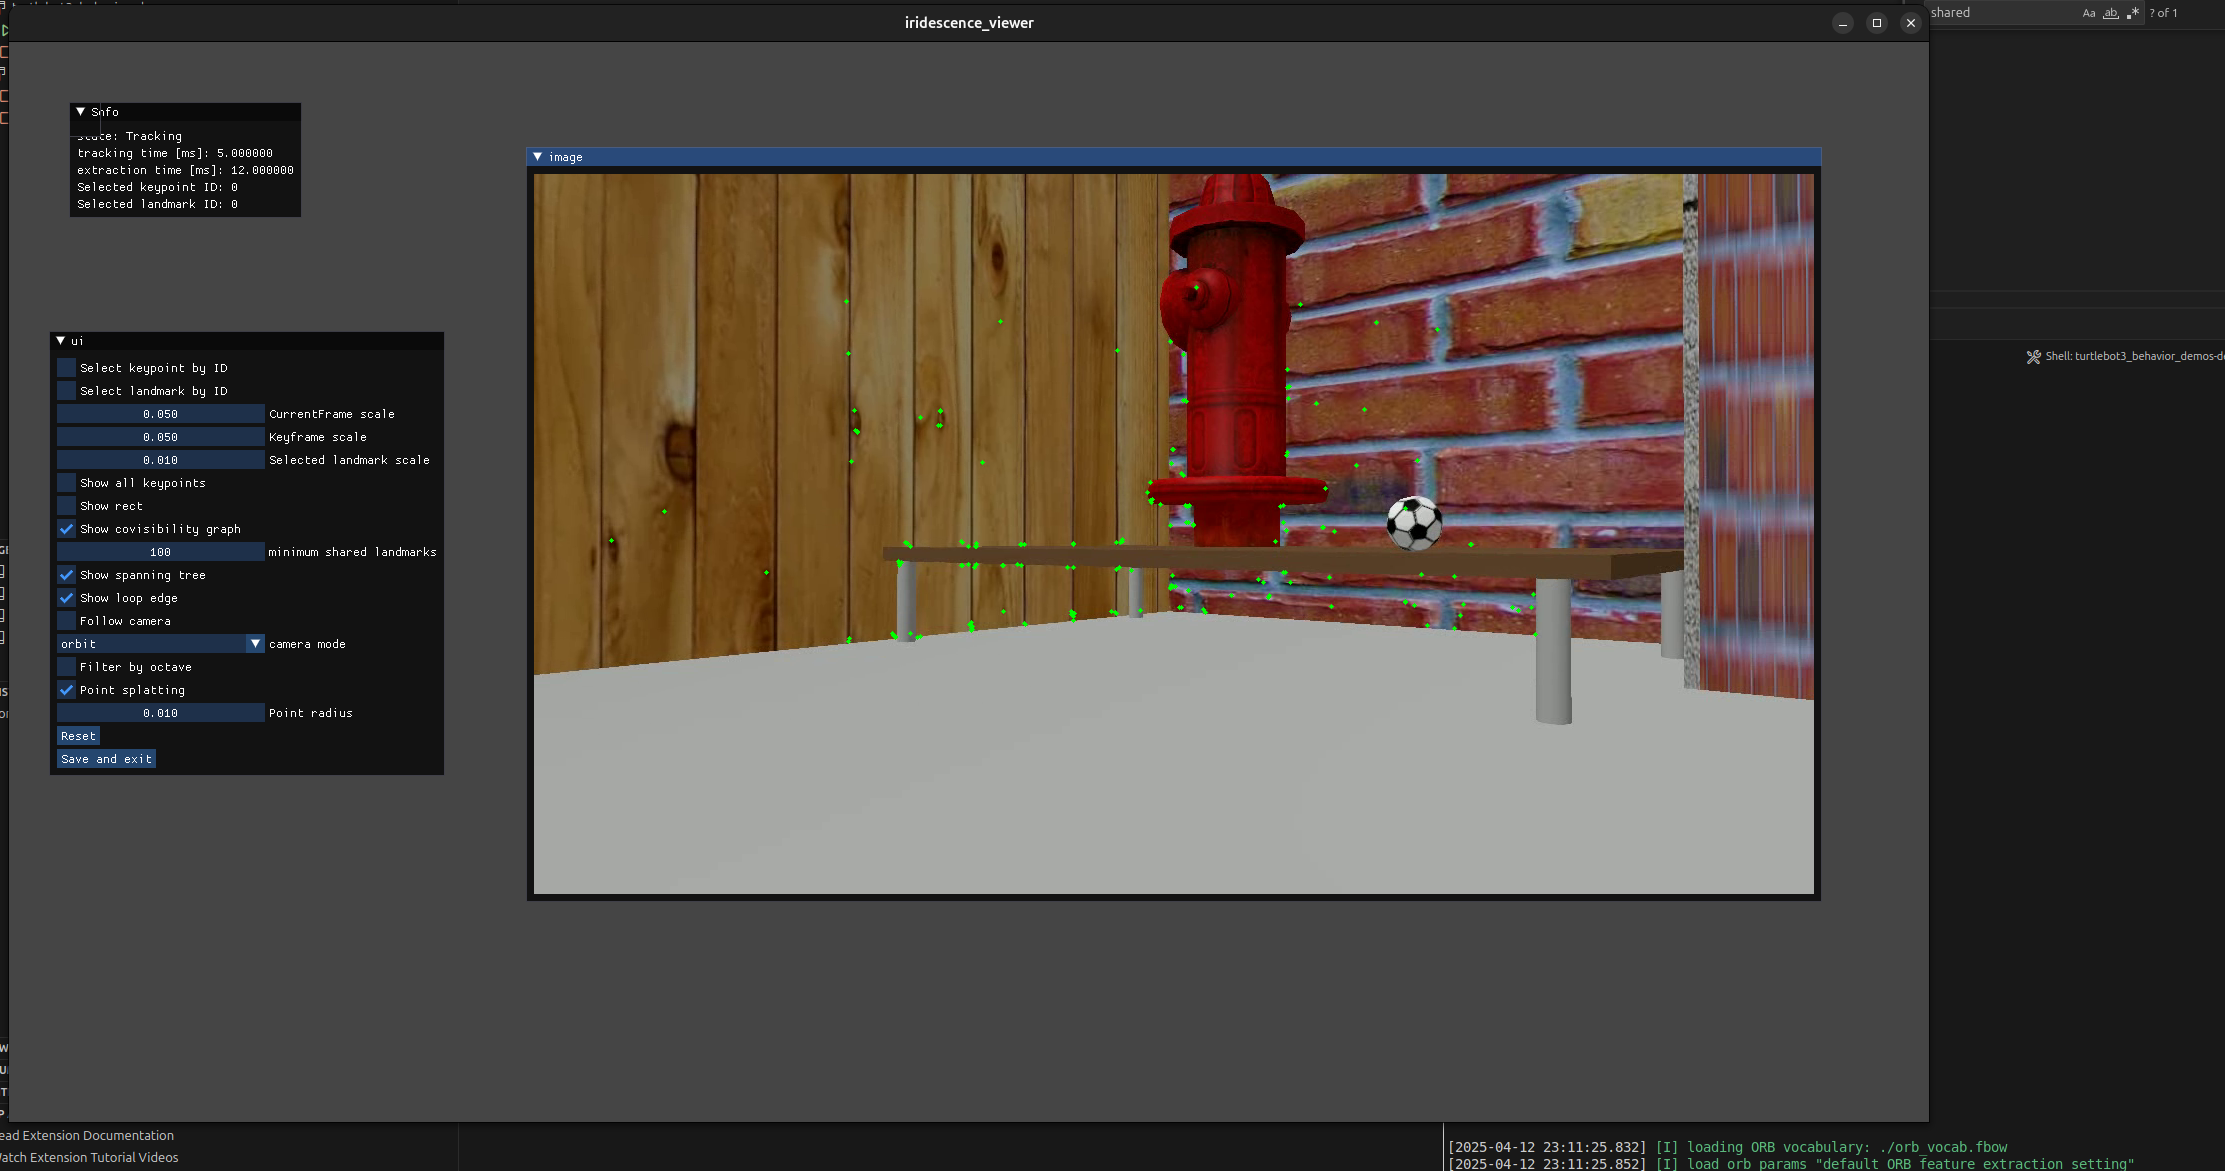 iridescence_viewer
shared
Aa ab .* ? of 1
state: Tracking
tracking time [ms]: 5.000000
extraction time [ms]: 12.000000
Selected keypoint ID: 0
Selected landmark ID: 0
image
Shell: turtlebot3_behavior_demos-d
ui
Select keypoint by ID
Select landmark by ID
0.050 CurrentFrame scale
0.050 Keyframe scale
0.010 Selected landmark scale
Show all keypoints
Show rect
Show covisibility graph
100 minimum shared landmarks
Show spanning tree
Show loop edge
Follow camera
orbit camera mode
Filter by octave
Point splatting
0.010 Point radius
Reset
Save and exit
ead Extension Documentation
atch Extension Tutorial Videos
[2025-04-12 23:11:25.832] [I] loading ORB vocabulary: ./orb_vocab.fbow
[2025-04-12 23:11:25.852] [I] load orb params "default ORB feature extraction setting"